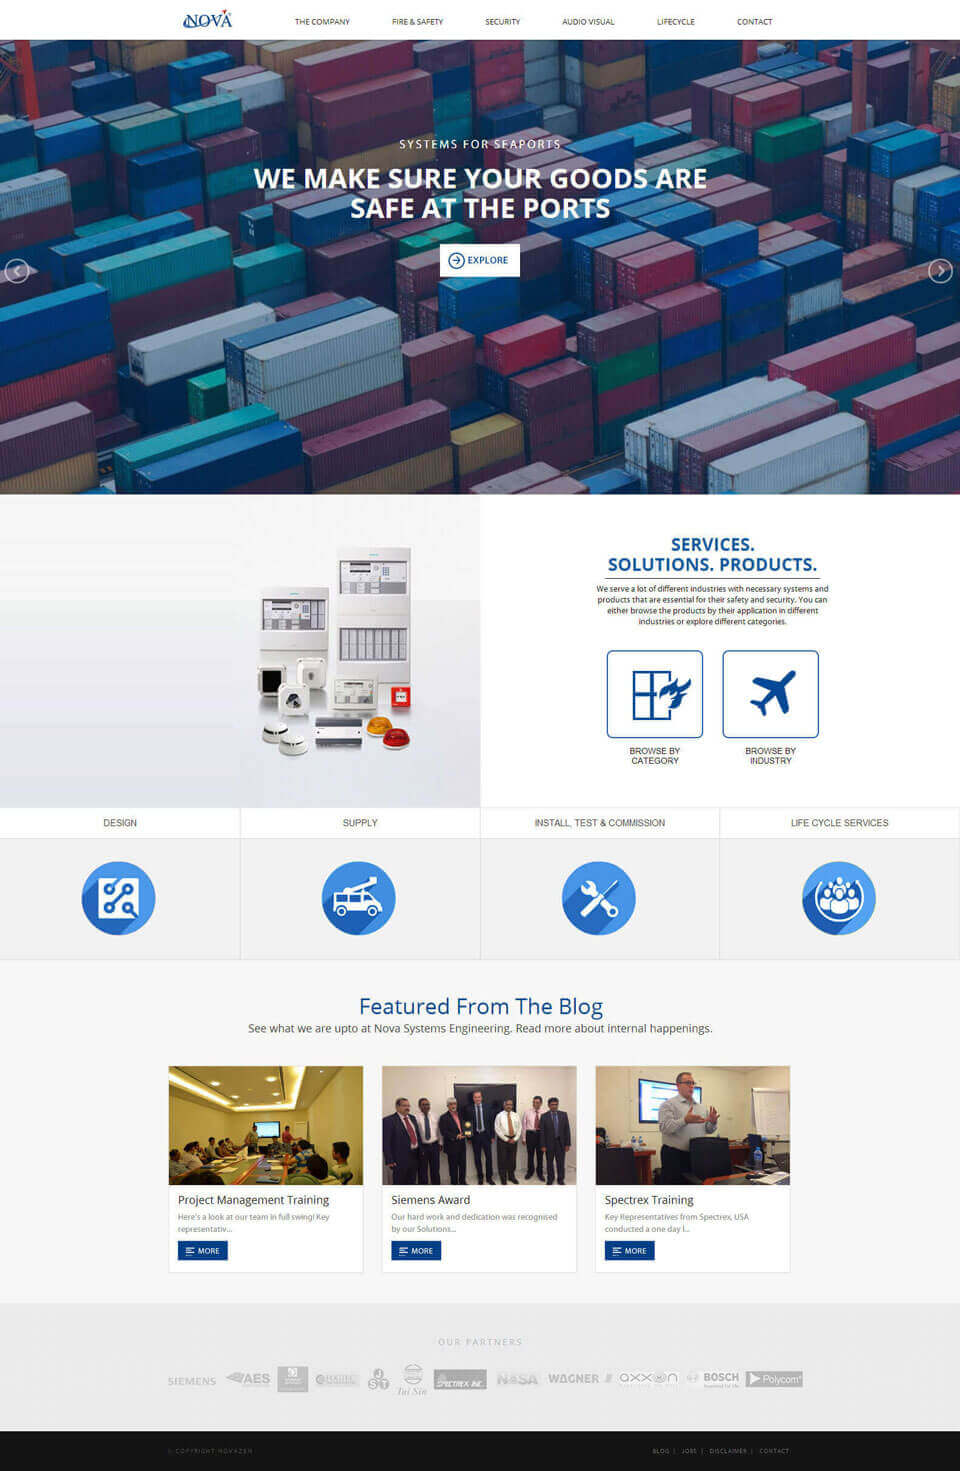 NOVA
THE COMPANY
FIRE & SAFETY
SECURITY
AUDIO VISUAL
LIFECYCLE
CONTACT
SYSTEMS FOR SEAPORTS
WE MAKE SURE YOUR GOODS ARE
SAFE AT THE PORTS
EXPLORE
SERVICES.
SOLUTIONS. PRODUCTS.
We serve a lot of different industries with necessary systems and
products that are essential for their safety and security. You can
either browse the products by their application in different
industries or explore different categories.
BROWSE BY
CATEGORY
BROWSE BY
INDUSTRY
DESIGN
SUPPLY
INSTALL, TEST & COMMISSION
LIFE CYCLE SERVICES
Featured From The Blog
See what we are upto at Nova Systems Engineering. Read more about internal happenings.
Project Management Training
Here's a look at our team in full swing! Key
representativ...
MORE
Siemens Award
Our hard work and dedication was recognised
by our Solutions...
MORE
Spectrex Training
Key Representatives from Spectrex, USA
conducted a one day l...
MORE
OUR PARTNERS
SIEMENS
AES
JST
Tai Sin
SPECTREX INC.
NASA
WAGNER
axxon
BOSCH
Polycom
© COPYRIGHT NOVAZEN
BLOG | JOBS | DISCLAIMER | CONTACT